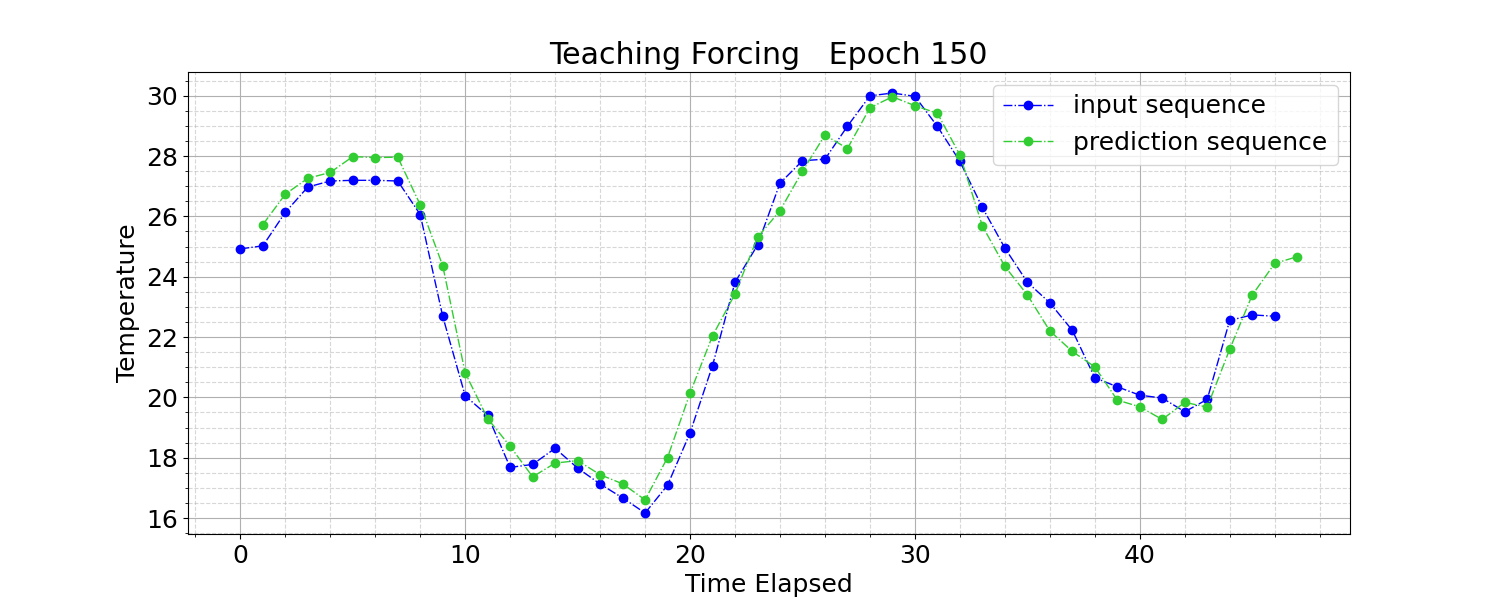 Teaching Forcing   Epoch 150
30
28
26
24
22
20
18
16
Temperature
input sequence
prediction sequence
0 10 20 30 40
Time Elapsed